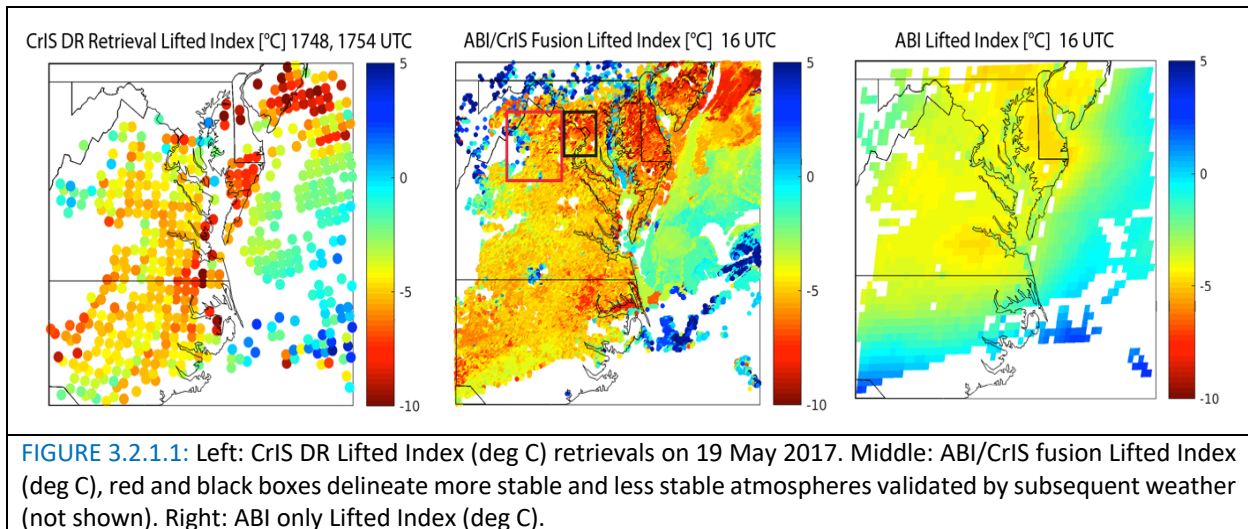 CrIS DR Retrieval Lifted Index [°C] 1748, 1754 UTC
5
0
-5
-10
ABI/CrIS Fusion Lifted Index [°C]  16 UTC
5
0
-5
-10
ABI Lifted Index [°C] 16 UTC
5
0
-5
-10
FIGURE 3.2.1.1: Left: CrIS DR Lifted Index (deg C) retrievals on 19 May 2017. Middle: ABI/CrIS fusion Lifted Index
(deg C), red and black boxes delineate more stable and less stable atmospheres validated by subsequent weather
(not shown). Right: ABI only Lifted Index (deg C).